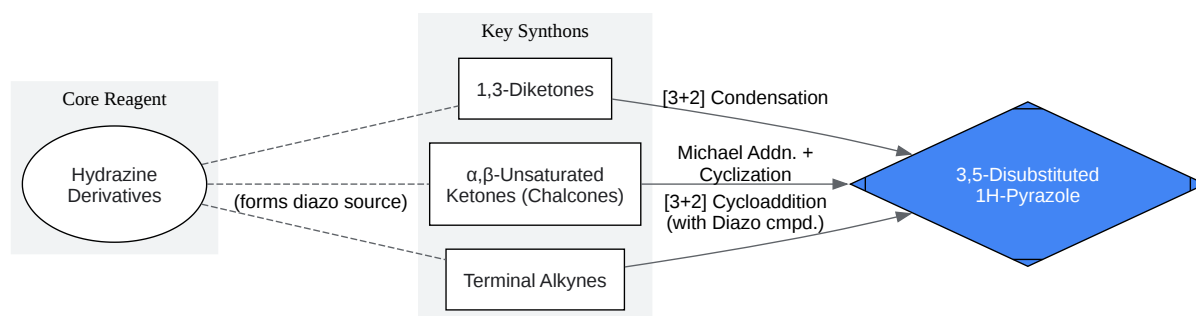 Key Synthons
Core Reagent
1,3-Diketones
[3+2] Condensation
Hydrazine
Derivatives
(forms diazo source)
α,β-Unsaturated
Ketones (Chalcones)
Michael Addn. +
Cyclization
[3+2] Cycloaddition
(with Diazo cmpd.)
Terminal Alkynes
3,5-Disubstituted
1H-Pyrazole